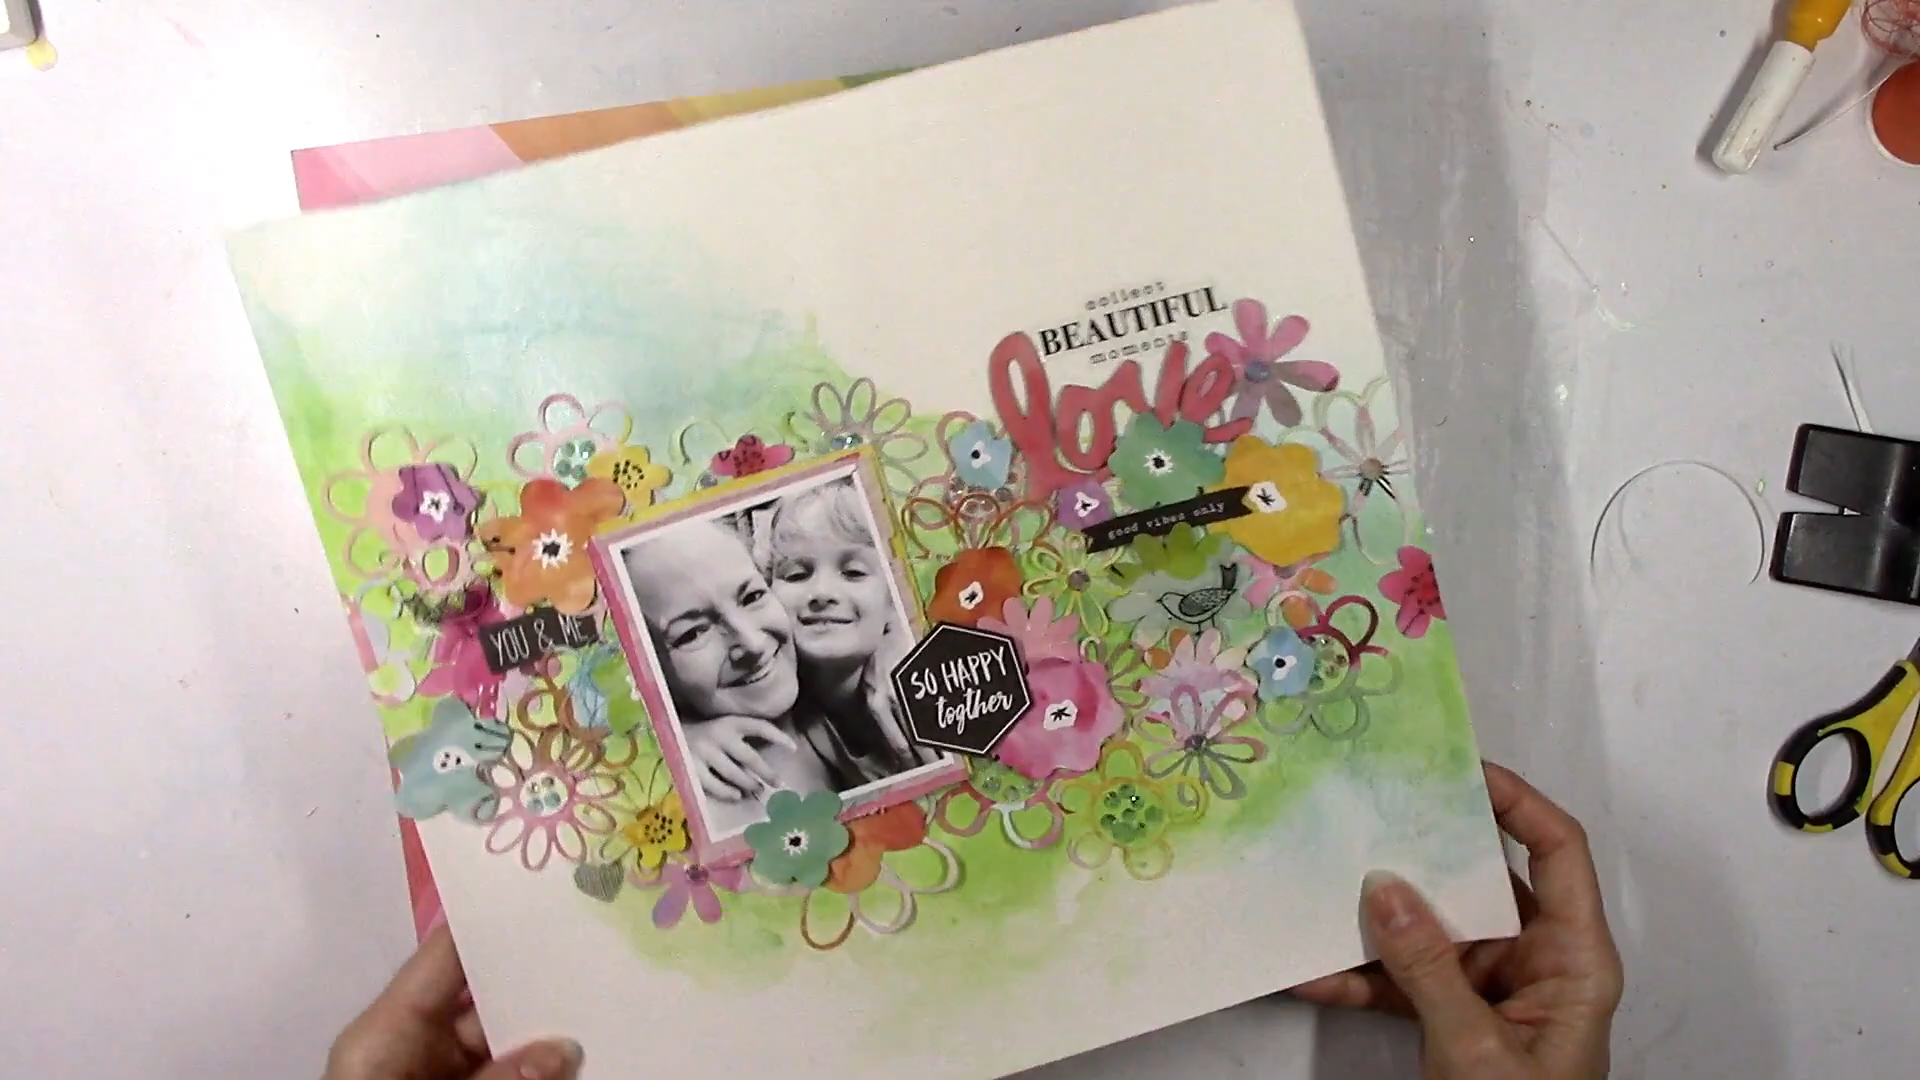 collect
BEAUTIFUL
moments
love
good vibes only
YOU & ME
SO HAPPY
togther